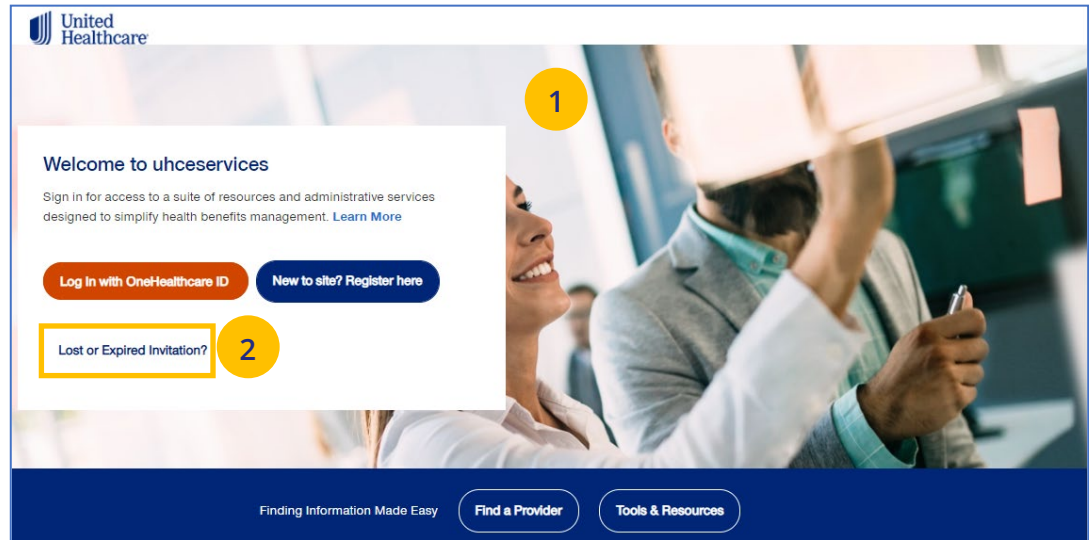 United
Healthcare
1
Welcome to uhceservices
Sign in for access to a suite of resources and administrative services
designed to simplify health benefits management. Learn More
Log In with OneHealthcare ID
New to site? Register here
Lost or Expired Invitation?
2
Finding Information Made Easy
Find a Provider
Tools & Resources